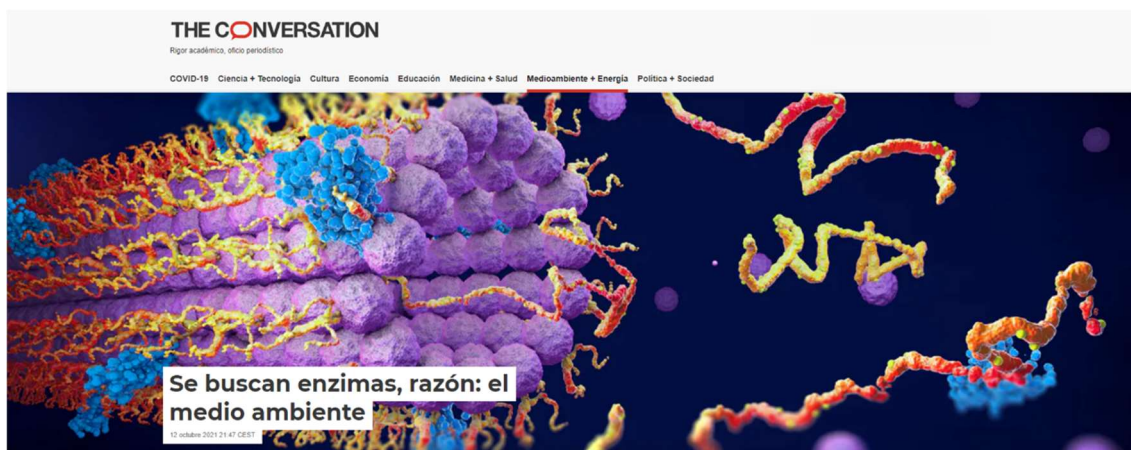 THE CONVERSATION
Rigor académico, oficio periodístico
COVID-19 Ciencia + Tecnología Cultura Economía Educación Medicina + Salud Medioambiente + Energía Política + Sociedad
Se buscan enzimas, razón: el
medio ambiente
12 octubre 2021 21:47 CEST